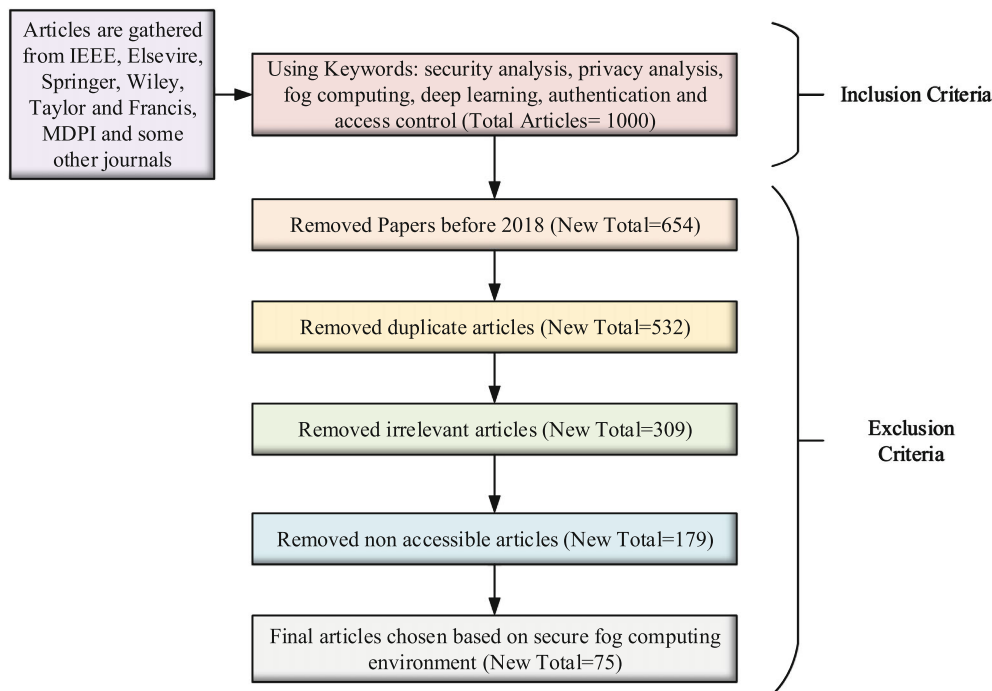 Articles are gathered
from IEEE, Elsevire,
Springer, Wiley,
Taylor and Francis,
MDPI and some
other journals
Using Keywords: security analysis, privacy analysis,
fog computing, deep learning, authentication and
access control (Total Articles= 1000)
Inclusion Criteria
Removed Papers before 2018 (New Total=654)
Removed duplicate articles (New Total=532)
Removed irrelevant articles (New Total=309)
Exclusion
Criteria
Removed non accessible articles (New Total=179)
Final articles chosen based on secure fog computing
environment (New Total=75)